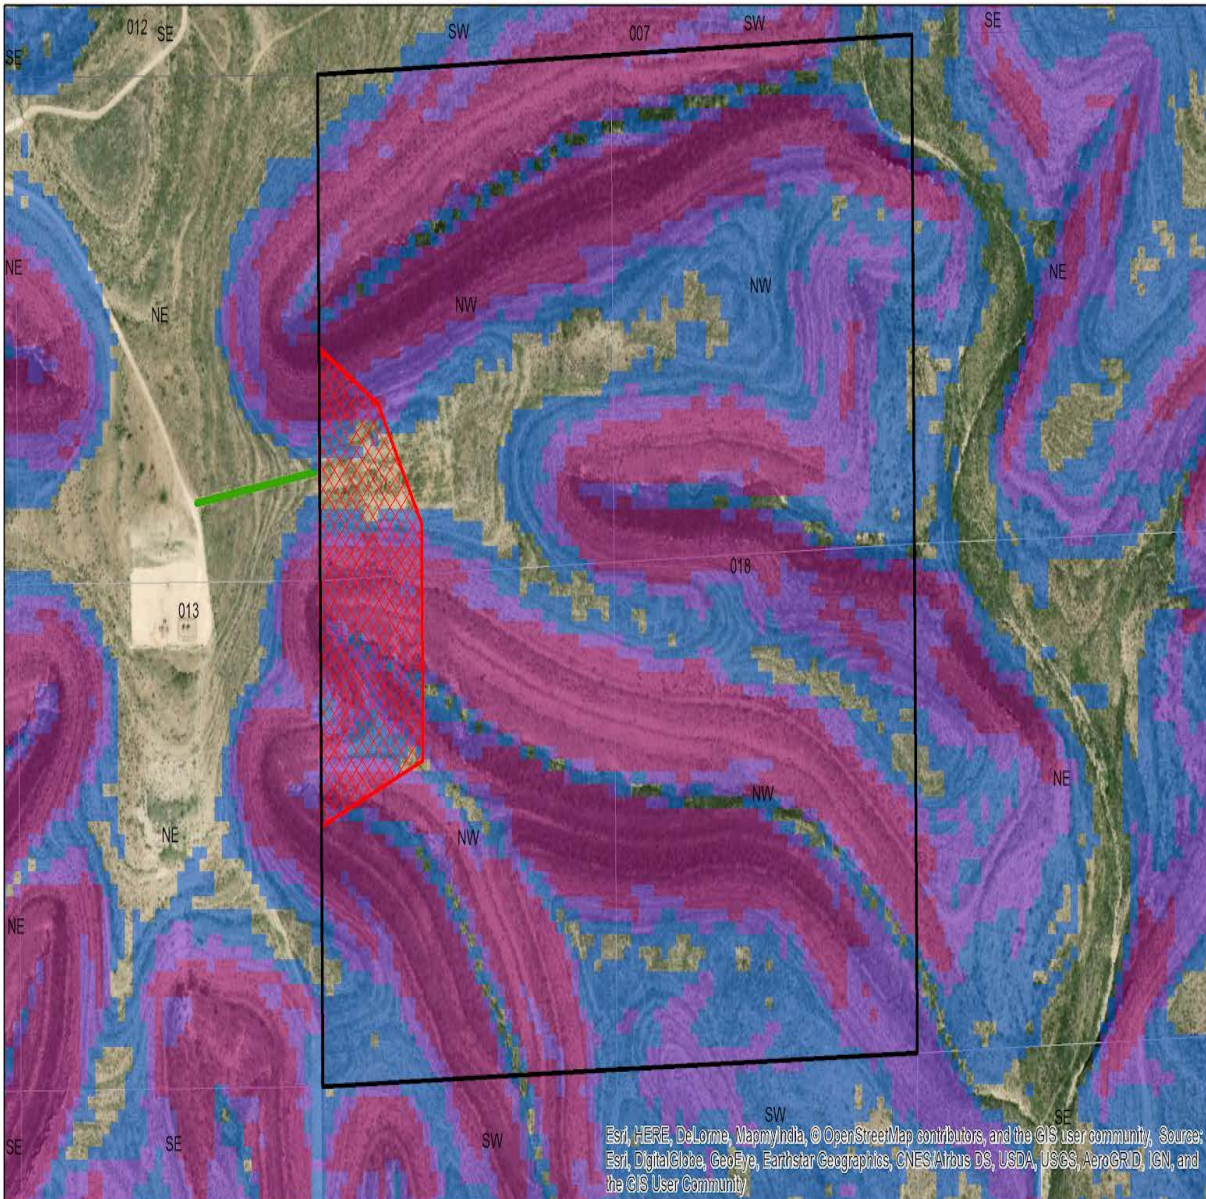 012 SE SW 007 SW SE
SE
NE NE
NE NW NW
018
013
NE
NE NW NW
NE
SW SE
SE SE SW
Esri, HERE, DeLorme, MapmyIndia, © OpenStreetMap contributors, and the GIS user community, Source:
Esri, DigitalGlobe, GeoEye, Earthstar Geographics, CNES/Airbus DS, USDA, USGS, AeroGRID, IGN, and
the GIS User Community